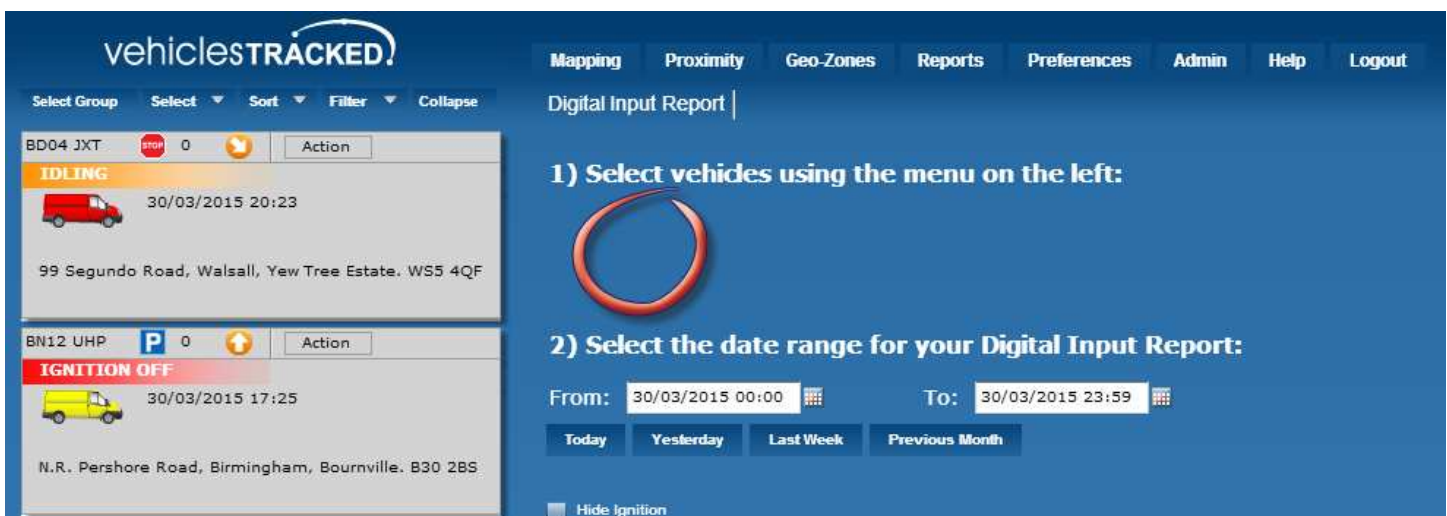 vehiclesTRACKED!
Mapping Proximity Geo-Zones Reports Preferences Admin Help Logout
Select Group Select Sort Filter Collapse
Digital Input Report
BD04 JXT STOP 0 Action
IDLING
30/03/2015 20:23
99 Segundo Road, Walsall, Yew Tree Estate. WS5 4QF
BN12 UHP P 0 Action
IGNITION OFF
30/03/2015 17:25
N.R. Pershore Road, Birmingham, Bournville. B30 2BS
1) Select vehicles using the menu on the left:
2) Select the date range for your Digital Input Report:
From: 30/03/2015 00:00 To: 30/03/2015 23:59
Today Yesterday Last Week Previous Month
Hide Ignition